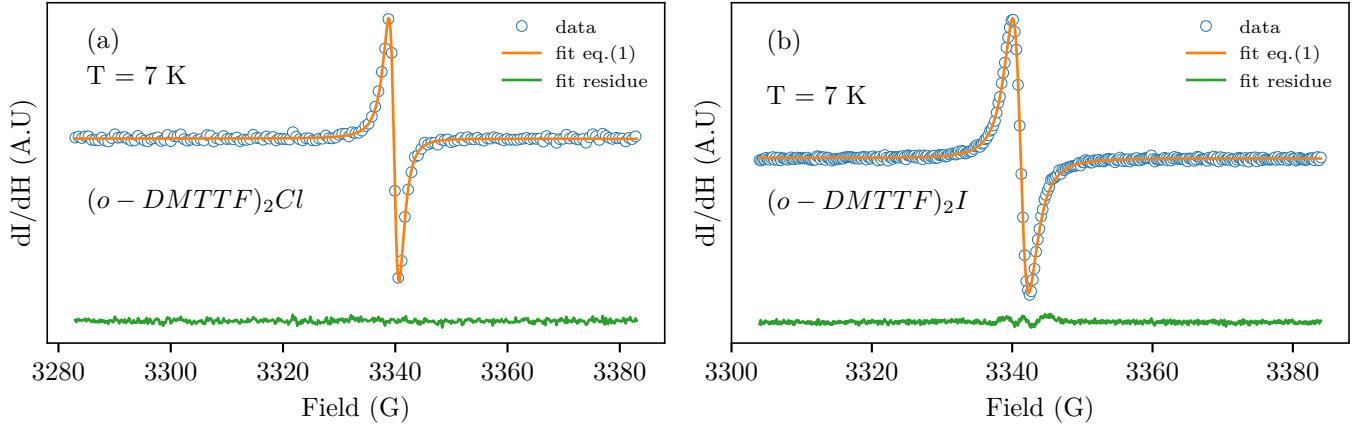 (a)
T = 7 K
(o − DMTTF)₂Cl
data
fit eq.(1)
fit residue
dI/dH (A.U)
3280 3300 3320 3340 3360 3380
Field (G)
(b)
T = 7 K
(o − DMTTF)₂I
data
fit eq.(1)
fit residue
dI/dH (A.U)
3300 3320 3340 3360 3380
Field (G)